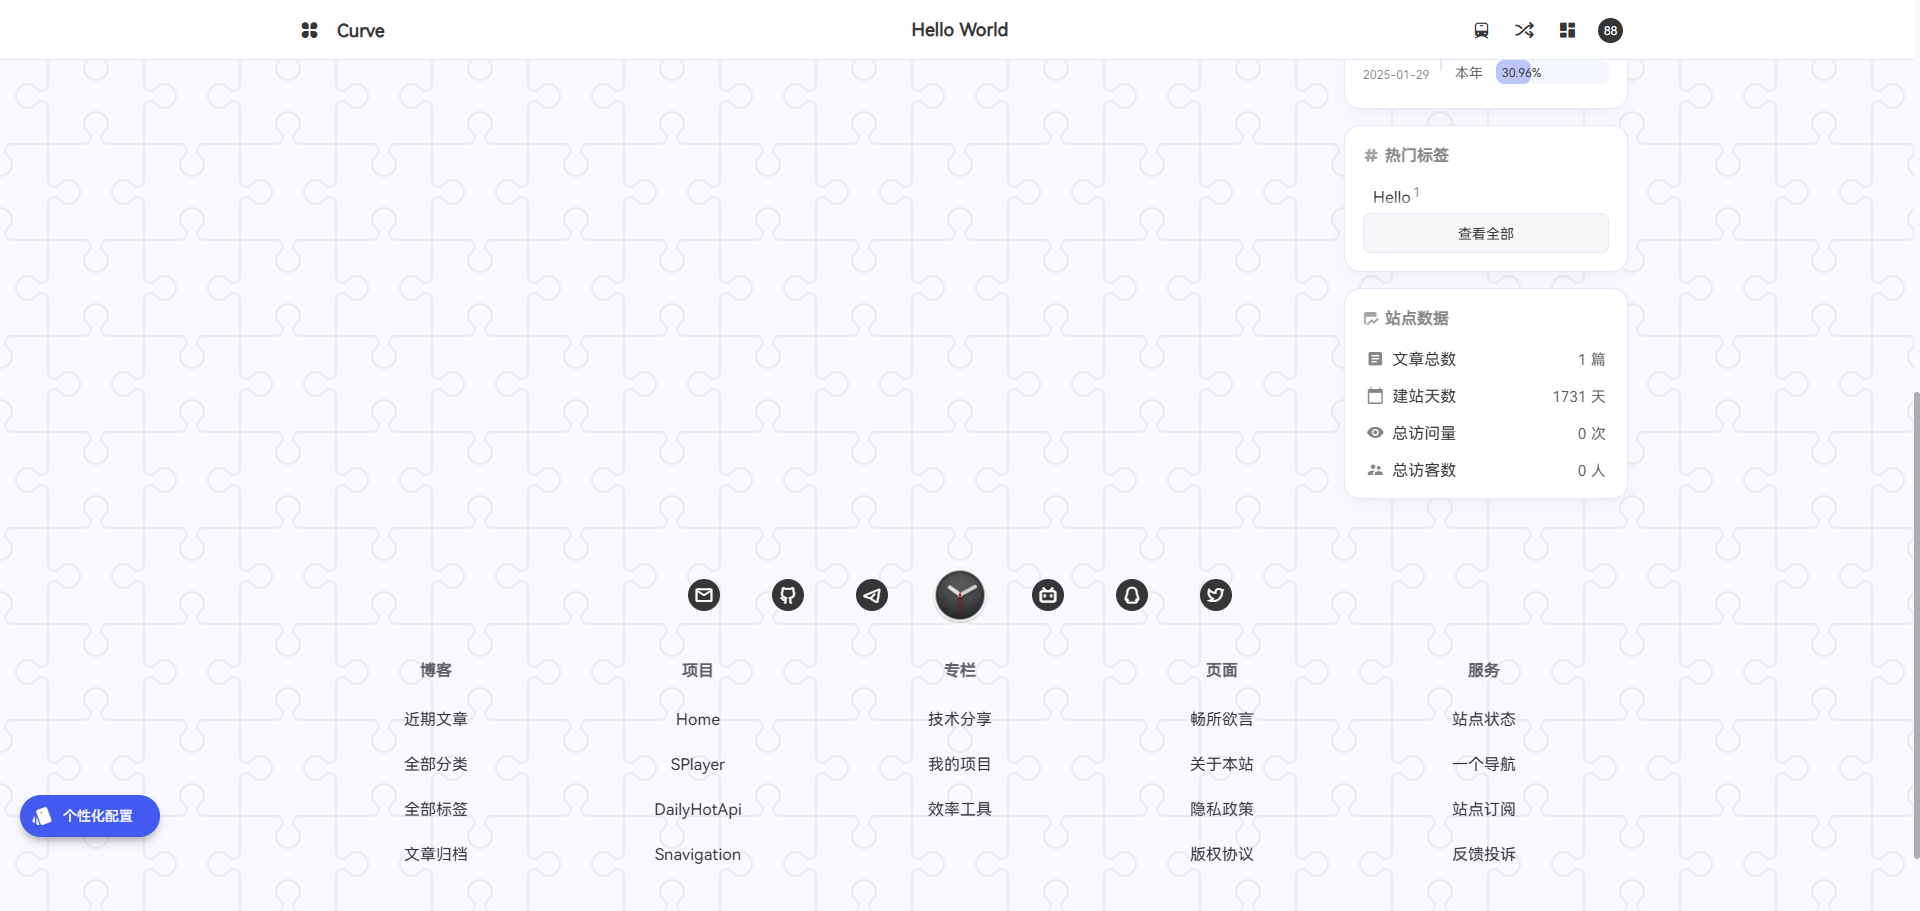 Curve
Hello World
88
2025-01-29
本年
30.96%
热门标签
Hello 1
查看全部
站点数据
文章总数
1 篇
建站天数
1731 天
总访问量
0 次
总访客数
0 人
博客
近期文章
全部分类
全部标签
文章归档
项目
Home
SPlayer
DailyHotApi
Snavigation
专栏
技术分享
我的项目
效率工具
页面
畅所欲言
关于本站
隐私政策
版权协议
服务
站点状态
一个导航
站点订阅
反馈投诉
个性化配置